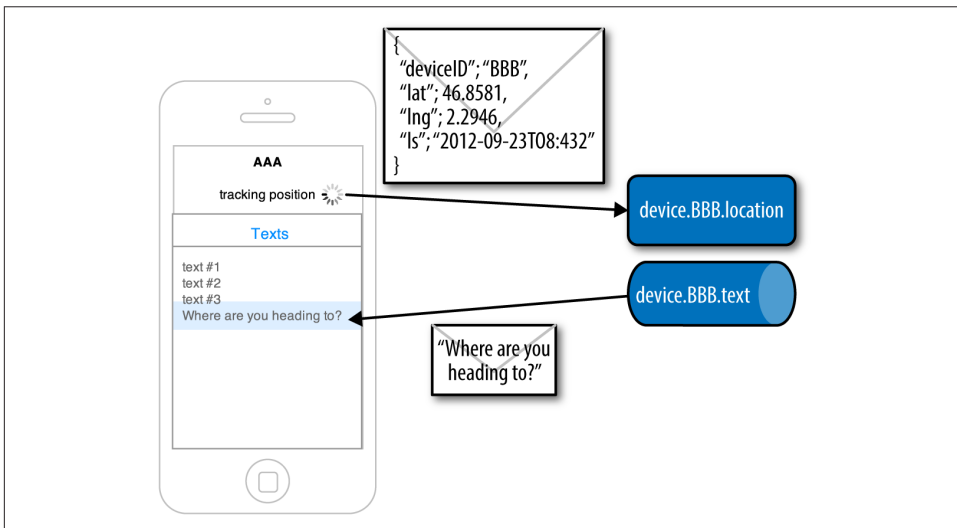 {
“deviceID”; “BBB”,
“lat”; 46.8581,
“lng”; 2.2946,
“ls”; “2012-09-23T08:432”
}
AAA
tracking position
device.BBB.location
Texts
text #1
text #2
text #3
Where are you heading to?
device.BBB.text
“Where are you
heading to?”